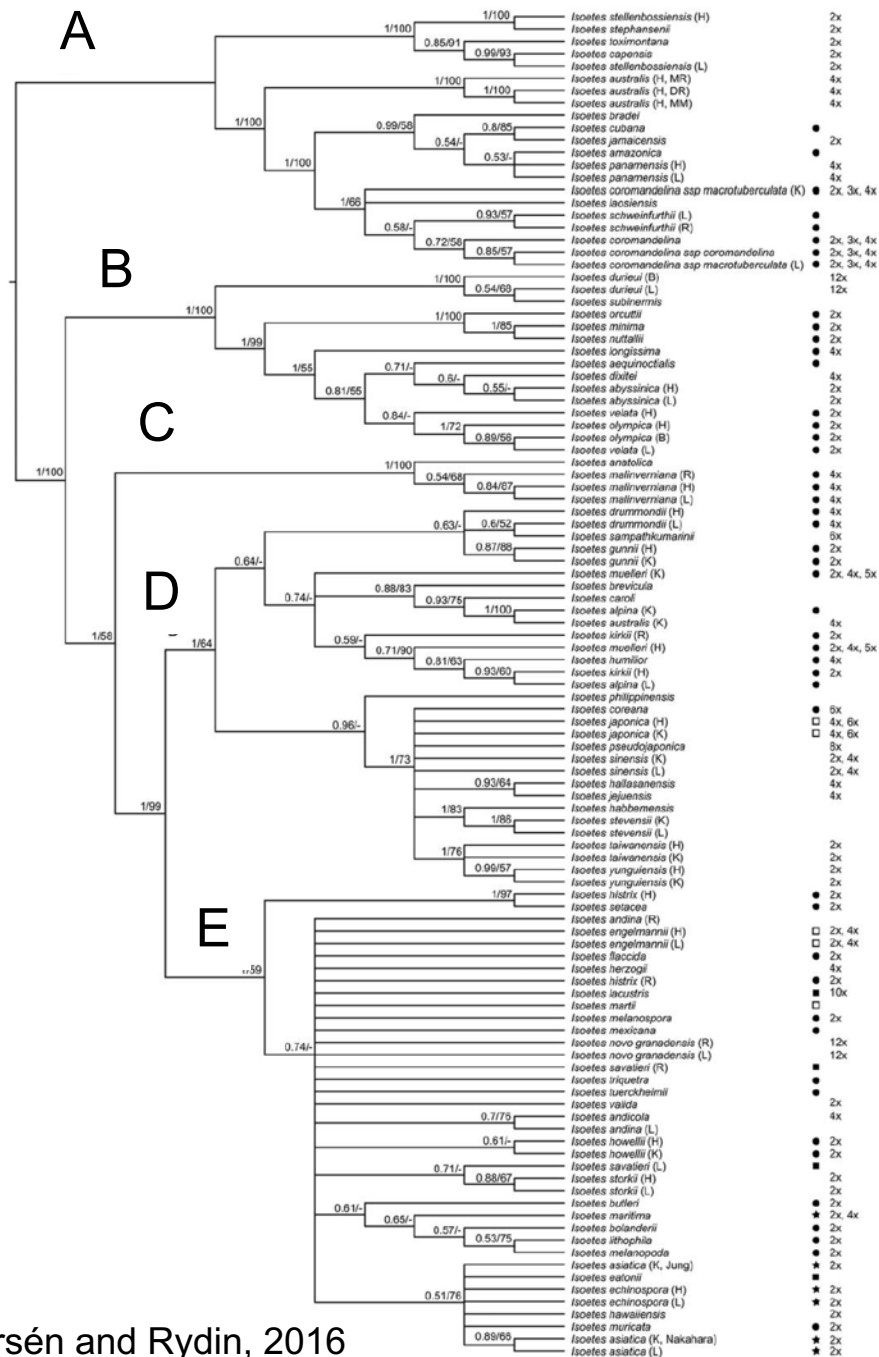 A
B
C
D
E
1/100
1/100
1/100
0.85/91
0.99/93
1/100
1/100
1/100
1/100
0.99/58
0.8/85
0.54/-
0.53/-
1/66
0.93/57
0.58/-
0.72/58
0.85/57
1/100
1/100
1/100
0.54/68
1/99
1/100
1/85
1/55
0.71/-
0.6/-
0.55/-
0.81/55
0.84/-
1/72
0.89/56
1/58
1/100
0.54/68
0.84/87
1/99
1/64
0.64/-
0.63/-
0.6/52
0.87/88
0.74/-
0.88/83
0.93/75
1/100
0.59/-
0.71/90
0.81/63
0.93/60
0.96/-
1/73
0.93/64
1/83
1/86
1/76
0.99/57
1/97
0.74/-
0.7/76
0.61/-
0.71/-
0.88/67
0.61/-
0.65/-
0.57/-
0.53/75
0.51/76
0.89/66
Isoetes stellenbossiensis (H) 2x
Isoetes stephansenii 2x
Isoetes toximontana 2x
Isoetes capensis 2x
Isoetes stellenbossiensis (L) 2x
Isoetes australis (H, MR) 4x
Isoetes australis (H, DR) 4x
Isoetes australis (H, MM) 4x
Isoetes bradei
Isoetes cubana ●
Isoetes jamaicensis 2x
Isoetes amazonica ●
Isoetes panamensis (H) 4x
Isoetes panamensis (L) 4x
Isoetes coromandelina ssp macrotuberculata (K) ● 2x, 3x, 4x
Isoetes laosiensis
Isoetes schweinfurthii (L) ●
Isoetes schweinfurthii (R) ●
Isoetes coromandelina ● 2x, 3x, 4x
Isoetes coromandelina ssp coromandelina ● 2x, 3x, 4x
Isoetes coromandelina ssp macrotuberculata (L) ● 2x, 3x, 4x
Isoetes durieui (B) 12x
Isoetes durieui (L) 12x
Isoetes subinermis
Isoetes orcuttii ● 2x
Isoetes minima ● 2x
Isoetes nuttallii ● 2x
Isoetes longissima ● 4x
Isoetes aequinoctialis ●
Isoetes dixitei 4x
Isoetes abyssinica (H) 2x
Isoetes abyssinica (L) 2x
Isoetes velata (H) ● 2x
Isoetes olympica (H) ● 2x
Isoetes olympica (B) ● 2x
Isoetes velata (L) ● 2x
Isoetes anatolica
Isoetes malinverniana (R) ● 4x
Isoetes malinverniana (H) ● 4x
Isoetes malinverniana (L) ● 4x
Isoetes drummondii (H) ● 4x
Isoetes drummondii (L) ● 4x
Isoetes sampathkumarinii 6x
Isoetes gunnii (H) ● 2x
Isoetes gunnii (K) ● 2x
Isoetes muelleri (K) ● 2x, 4x, 5x
Isoetes brevicula
Isoetes caroli
Isoetes alpina (K) ●
Isoetes australis (K) 4x
Isoetes kirkii (R) ● 2x
Isoetes muelleri (H) ● 2x, 4x, 5x
Isoetes humilior ● 4x
Isoetes kirkii (H) ● 2x
Isoetes alpina (L) ●
Isoetes philippinensis
Isoetes coreana ● 6x
Isoetes japonica (H) □ 4x, 6x
Isoetes japonica (K) □ 4x, 6x
Isoetes pseudojaponica 8x
Isoetes sinensis (K) 2x, 4x
Isoetes sinensis (L) 2x, 4x
Isoetes hallasanensis 4x
Isoetes jejuensis 4x
Isoetes habbemensis
Isoetes stevensii (K)
Isoetes stevensii (L)
Isoetes taiwanensis (H) 2x
Isoetes taiwanensis (K) 2x
Isoetes yunguiensis (H) 2x
Isoetes yunguiensis (K) 2x
Isoetes histrix (H) ● 2x
Isoetes setacea ● 2x
Isoetes andina (R)
Isoetes engelmannii (H) □ 2x, 4x
Isoetes engelmannii (L) □ 2x, 4x
Isoetes flaccida ● 2x
Isoetes herzogii 4x
Isoetes histrix (R) ● 2x
Isoetes lacustris ■ 10x
Isoetes martii □
Isoetes melanospora ● 2x
Isoetes mexicana ●
Isoetes novo granadensis (R) 12x
Isoetes novo granadensis (L) 12x
Isoetes savatieri (R) ■
Isoetes triquetra ●
Isoetes tuerckheimii ●
Isoetes valida 2x
Isoetes andicola 4x
Isoetes andina (L)
Isoetes howellii (H) ● 2x
Isoetes howellii (K) ● 2x
Isoetes savatieri (L) ■
Isoetes storkii (H) 2x
Isoetes storkii (L) 2x
Isoetes butleri ● 2x
Isoetes maritima ★ 2x, 4x
Isoetes bolanderii ● 2x
Isoetes lithophila ● 2x
Isoetes melanopoda ● 2x
Isoetes asiatica (K, Jung) ★ 2x
Isoetes eatonii ■
Isoetes echinospora (H) ★ 2x
Isoetes echinospora (L) ★ 2x
Isoetes hawaiiensis 2x
Isoetes muricata ● 2x
Isoetes asiatica (K, Nakahara) ★ 2x
Isoetes asiatica (L) ★ 2x
rsén and Rydin, 2016